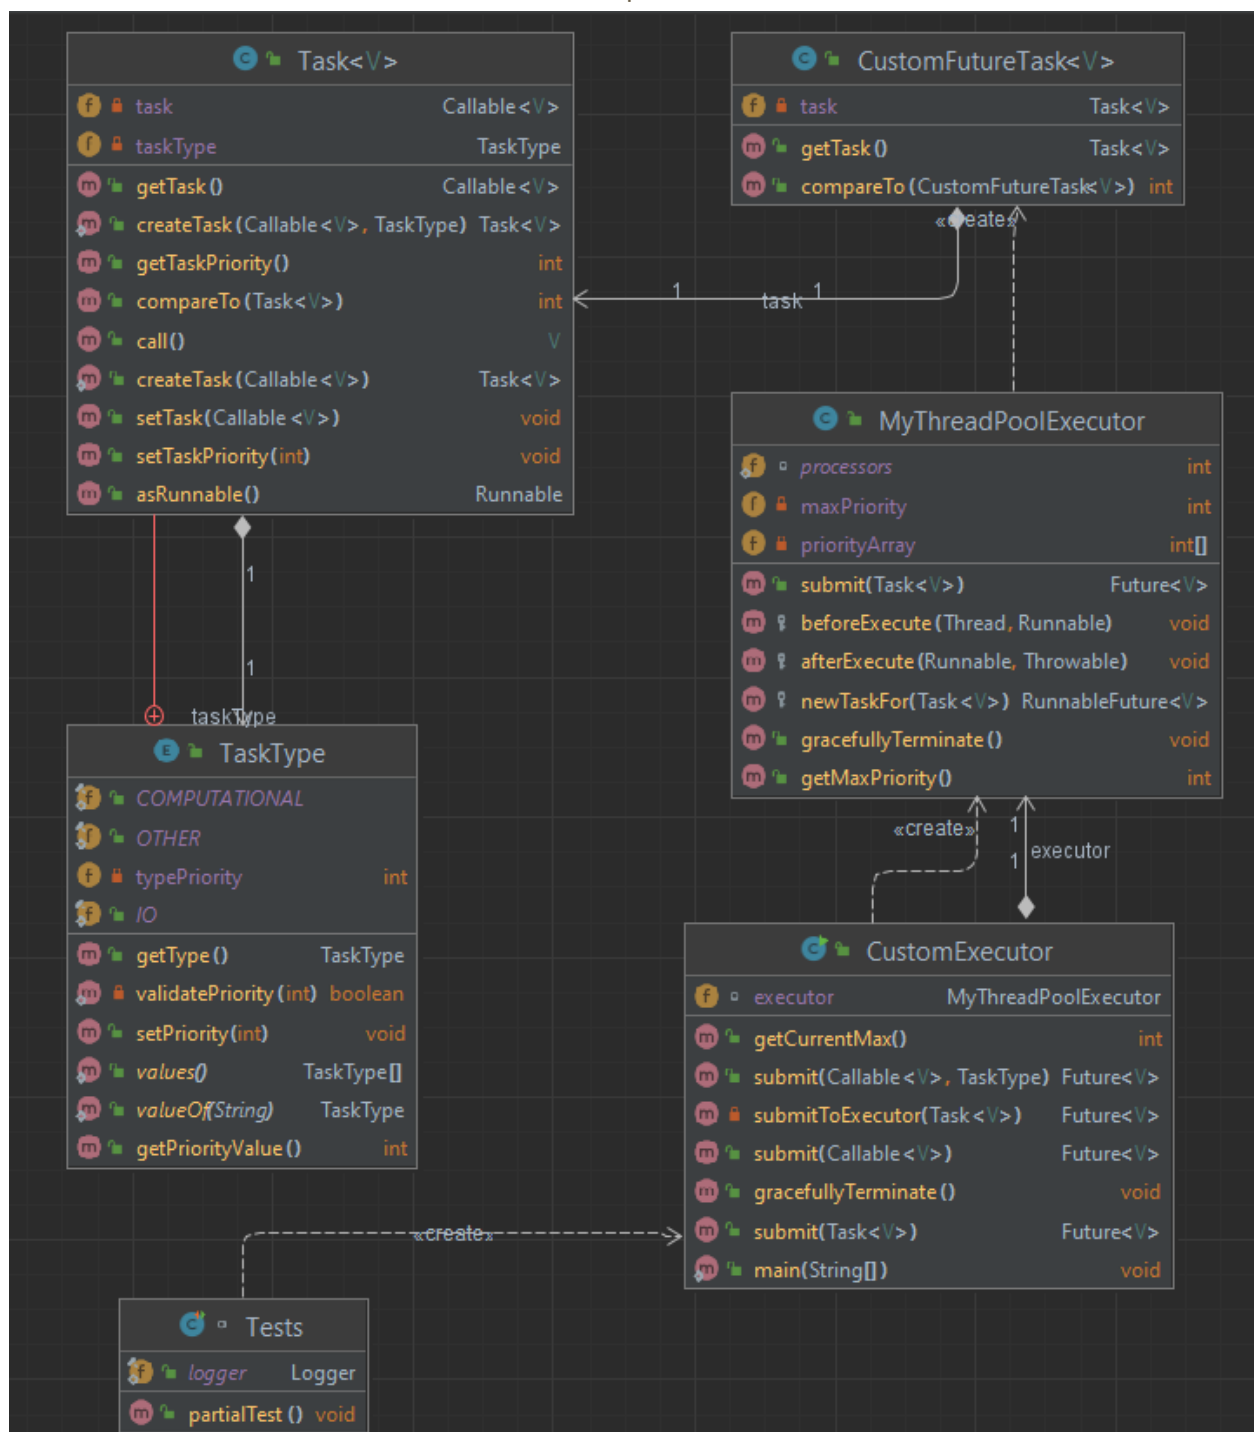 Task<V>
task Callable<V>
taskType TaskType
getTask() Callable<V>
createTask(Callable<V>, TaskType) Task<V>
getTaskPriority() int
compareTo(Task<V>) int
call() V
createTask(Callable<V>) Task<V>
setTask(Callable<V>) void
setTaskPriority(int) void
asRunnable() Runnable
CustomFutureTask<V>
task Task<V>
getTask() Task<V>
compareTo(CustomFutureTask<V>) int
«create»
1 task 1
MyThreadPoolExecutor
processors int
maxPriority int
priorityArray int[]
submit(Task<V>) Future<V>
beforeExecute(Thread, Runnable) void
afterExecute(Runnable, Throwable) void
newTaskFor(Task<V>) RunnableFuture<V>
gracefullyTerminate() void
getMaxPriority() int
1
1
taskType
TaskType
COMPUTATIONAL
OTHER
typePriority int
IO
getType() TaskType
validatePriority(int) boolean
setPriority(int) void
values() TaskType[]
valueOf(String) TaskType
getPriorityValue() int
«create» 1
1 executor
CustomExecutor
executor MyThreadPoolExecutor
getCurrentMax() int
submit(Callable<V>, TaskType) Future<V>
submitToExecutor(Task<V>) Future<V>
submit(Callable<V>) Future<V>
gracefullyTerminate() void
submit(Task<V>) Future<V>
main(String[]) void
«create»
Tests
logger Logger
partialTest() void